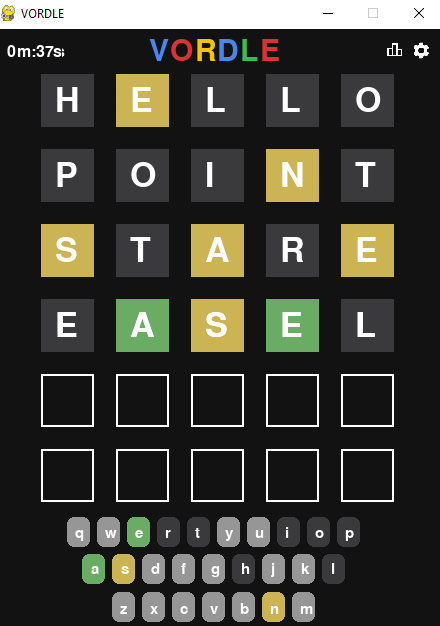 VORDLE
0m:37s
VORDLE
H E L L O
P O I N T
S T A R E
E A S E L
q w e r t y u i o p
a s d f g h j k l
z x c v b n m